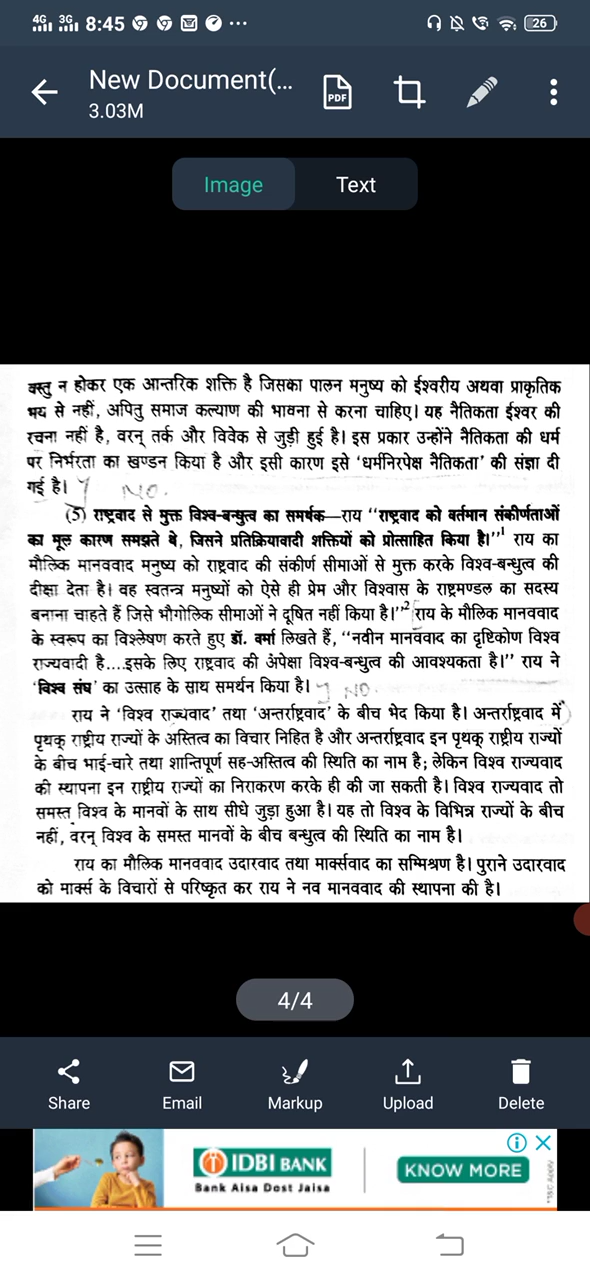 4G 3G 8:45 26
New Document(...
3.03M
PDF
Image Text
वस्तु न होकर एक आन्तरिक शक्ति है जिसका पालन मनुष्य को ईश्वरीय अथवा प्राकृतिक
भय से नहीं, अपितु समाज कल्याण की भावना से करना चाहिए। यह नैतिकता ईश्वर की
रचना नहीं है, वरन् तर्क और विवेक से जुड़ी हुई है। इस प्रकार उन्होंने नैतिकता की धर्म
पर निर्भरता का खण्डन किया है और इसी कारण इसे 'धर्मनिरपेक्ष नैतिकता' की संज्ञा दी
गई है। NO.
(5) राष्ट्रवाद से मुक्त विश्व-बन्धुत्व का समर्थक—राय "राष्ट्रवाद को वर्तमान संकीर्णताओं
का मूल कारण समझते थे, जिसने प्रतिक्रियावादी शक्तियों को प्रोत्साहित किया है।"1 राय का
मौलिक मानववाद मनुष्य को राष्ट्रवाद की संकीर्ण सीमाओं से मुक्त करके विश्व-बन्धुत्व की
दीक्षा देता है। वह स्वतन्त्र मनुष्यों को ऐसे ही प्रेम और विश्वास के राष्ट्रमण्डल का सदस्य
बनाना चाहते हैं जिसे भौगोलिक सीमाओं ने दूषित नहीं किया है।"2 राय के मौलिक मानववाद
के स्वरूप का विश्लेषण करते हुए डॉ. वर्मा लिखते हैं, "नवीन मानववाद का दृष्टिकोण विश्व
राज्यवादी है....इसके लिए राष्ट्रवाद की अपेक्षा विश्व-बन्धुत्व की आवश्यकता है।" राय ने
'विश्व संघ' का उत्साह के साथ समर्थन किया है। NO.
राय ने 'विश्व राज्यवाद' तथा 'अन्तर्राष्ट्रवाद' के बीच भेद किया है। अन्तर्राष्ट्रवाद में
पृथक् राष्ट्रीय राज्यों के अस्तित्व का विचार निहित है और अन्तर्राष्ट्रवाद इन पृथक् राष्ट्रीय राज्यों
के बीच भाई-चारे तथा शान्तिपूर्ण सह-अस्तित्व की स्थिति का नाम है; लेकिन विश्व राज्यवाद
की स्थापना इन राष्ट्रीय राज्यों का निराकरण करके ही की जा सकती है। विश्व राज्यवाद तो
समस्त विश्व के मानवों के साथ सीधे जुड़ा हुआ है। यह तो विश्व के विभिन्न राज्यों के बीच
नहीं, वरन् विश्व के समस्त मानवों के बीच बन्धुत्व की स्थिति का नाम है।
राय का मौलिक मानववाद उदारवाद तथा मार्क्सवाद का सम्मिश्रण है। पुराने उदारवाद
को मार्क्स के विचारों से परिष्कृत कर राय ने नव मानववाद की स्थापना की है।
4/4
Share Email Markup Upload Delete
IDBI BANK
Bank Aisa Dost Jaisa
KNOW MORE
*T&C Apply